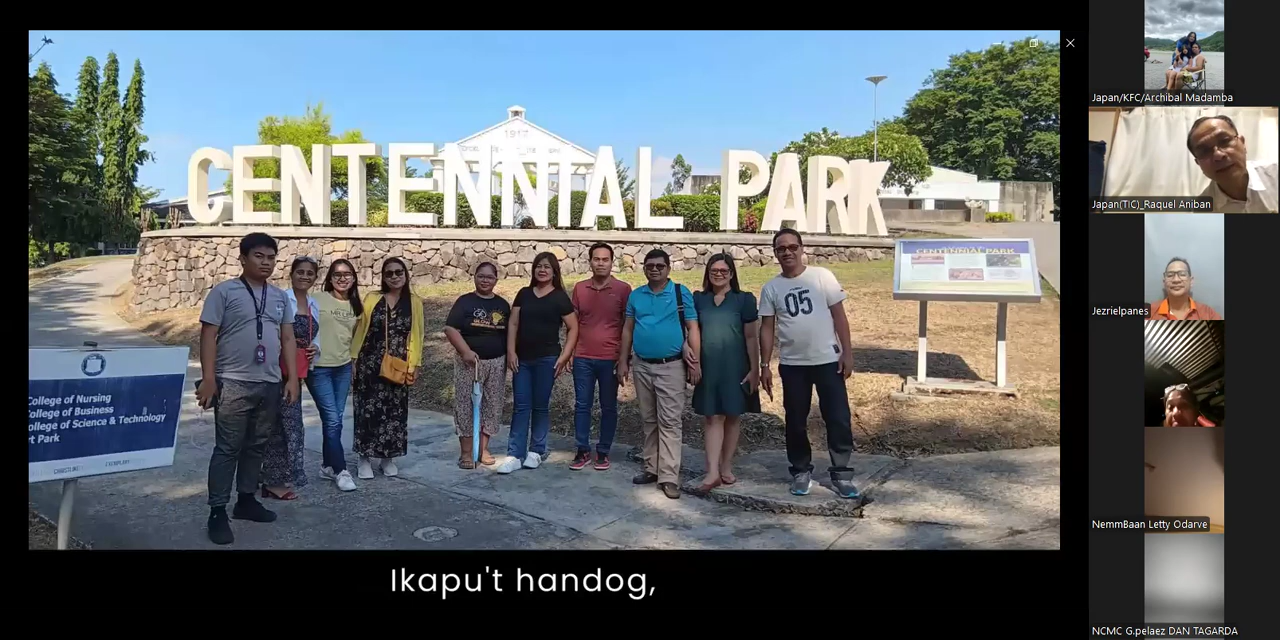 CENTENNIAL PARK
1917
CENTENNIAL PARK
05
College of Nursing
College of Business
College of Science & Technology
rt Park
Ikapu't handog,
Japan/KFC/Archibal Madamba
Japan(TIC)_Raquel Aniban
Jezrielpanes
NemmBaan Letty Odarve
NCMC G.pelaez DAN TAGARDA